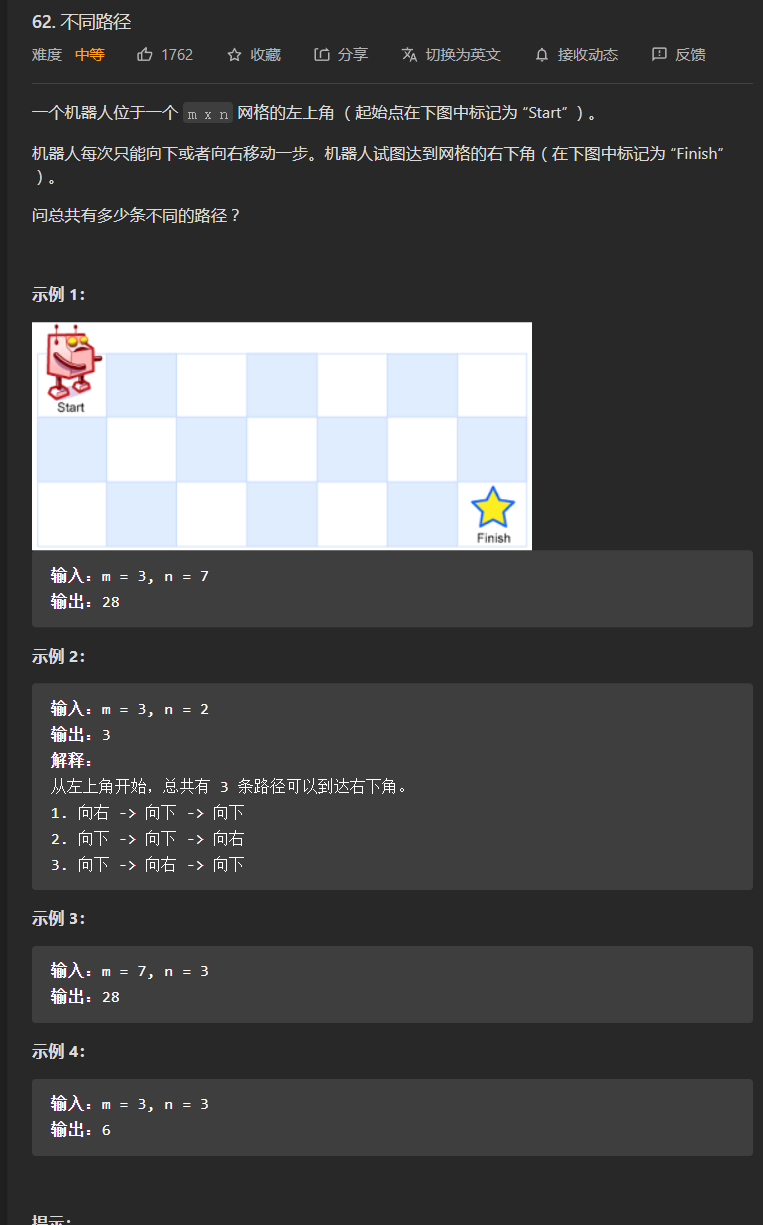 62. 不同路径
难度 中等 1762 收藏 分享 切换为英文 接收动态 反馈
一个机器人位于一个 m x n 网格的左上角 （起始点在下图中标记为 “Start” ）。
机器人每次只能向下或者向右移动一步。机器人试图达到网格的右下角（在下图中标记为 “Finish”
）。
问总共有多少条不同的路径？
示例 1：
Start
Finish
输入：m = 3, n = 7
输出：28
示例 2：
输入：m = 3, n = 2
输出：3
解释：
从左上角开始，总共有 3 条路径可以到达右下角。
1. 向右 -> 向下 -> 向下
2. 向下 -> 向下 -> 向右
3. 向下 -> 向右 -> 向下
示例 3：
输入：m = 7, n = 3
输出：28
示例 4：
输入：m = 3, n = 3
输出：6
提示：